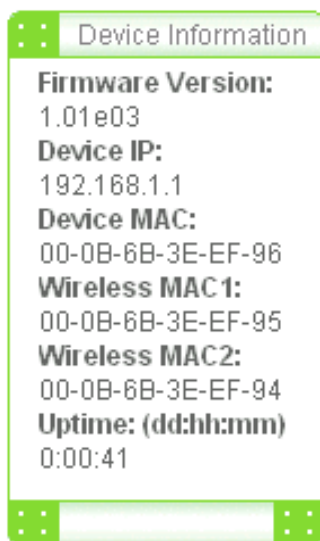 Device Information
Firmware Version:
1.01e03
Device IP:
192.168.1.1
Device MAC:
00-0B-6B-3E-EF-96
Wireless MAC1:
00-0B-6B-3E-EF-95
Wireless MAC2:
00-0B-6B-3E-EF-94
Uptime: (dd:hh:mm)
0:00:41